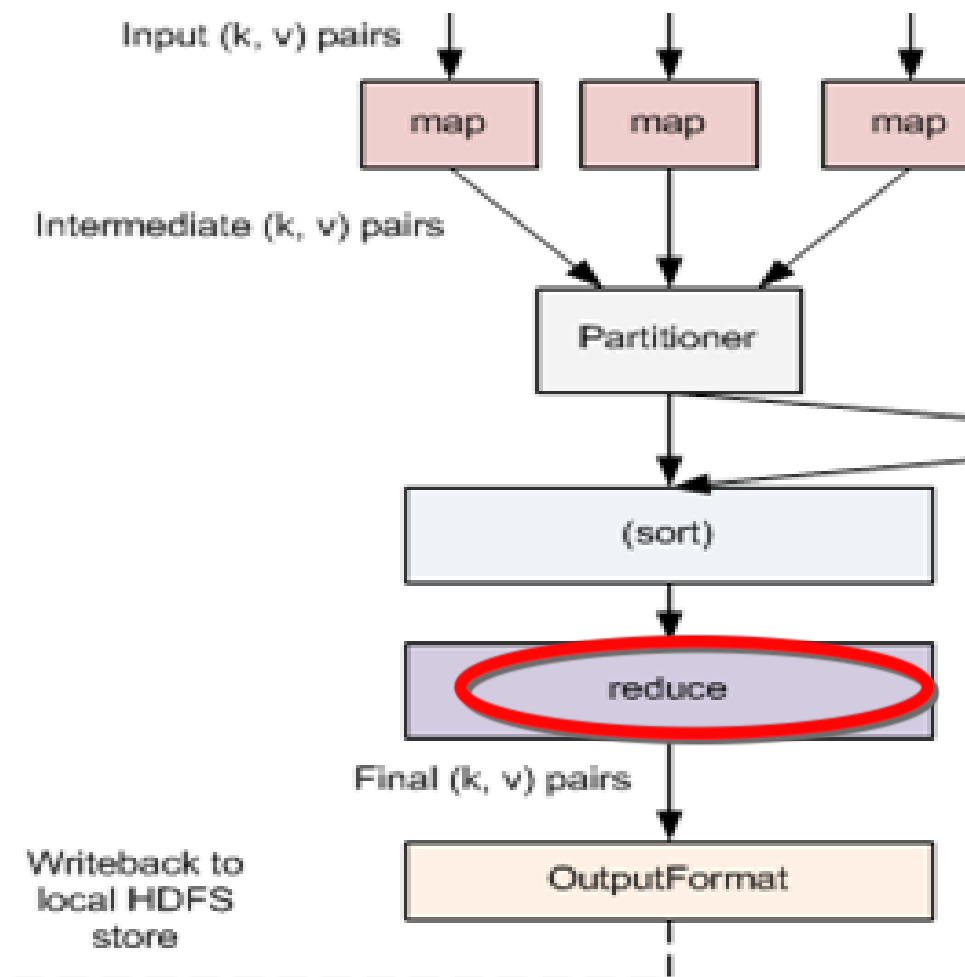 Input (k, v) pairs
map
map
map
Intermediate (k, v) pairs
Partitioner
(sort)
reduce
Final (k, v) pairs
OutputFormat
Writeback to
local HDFS
store